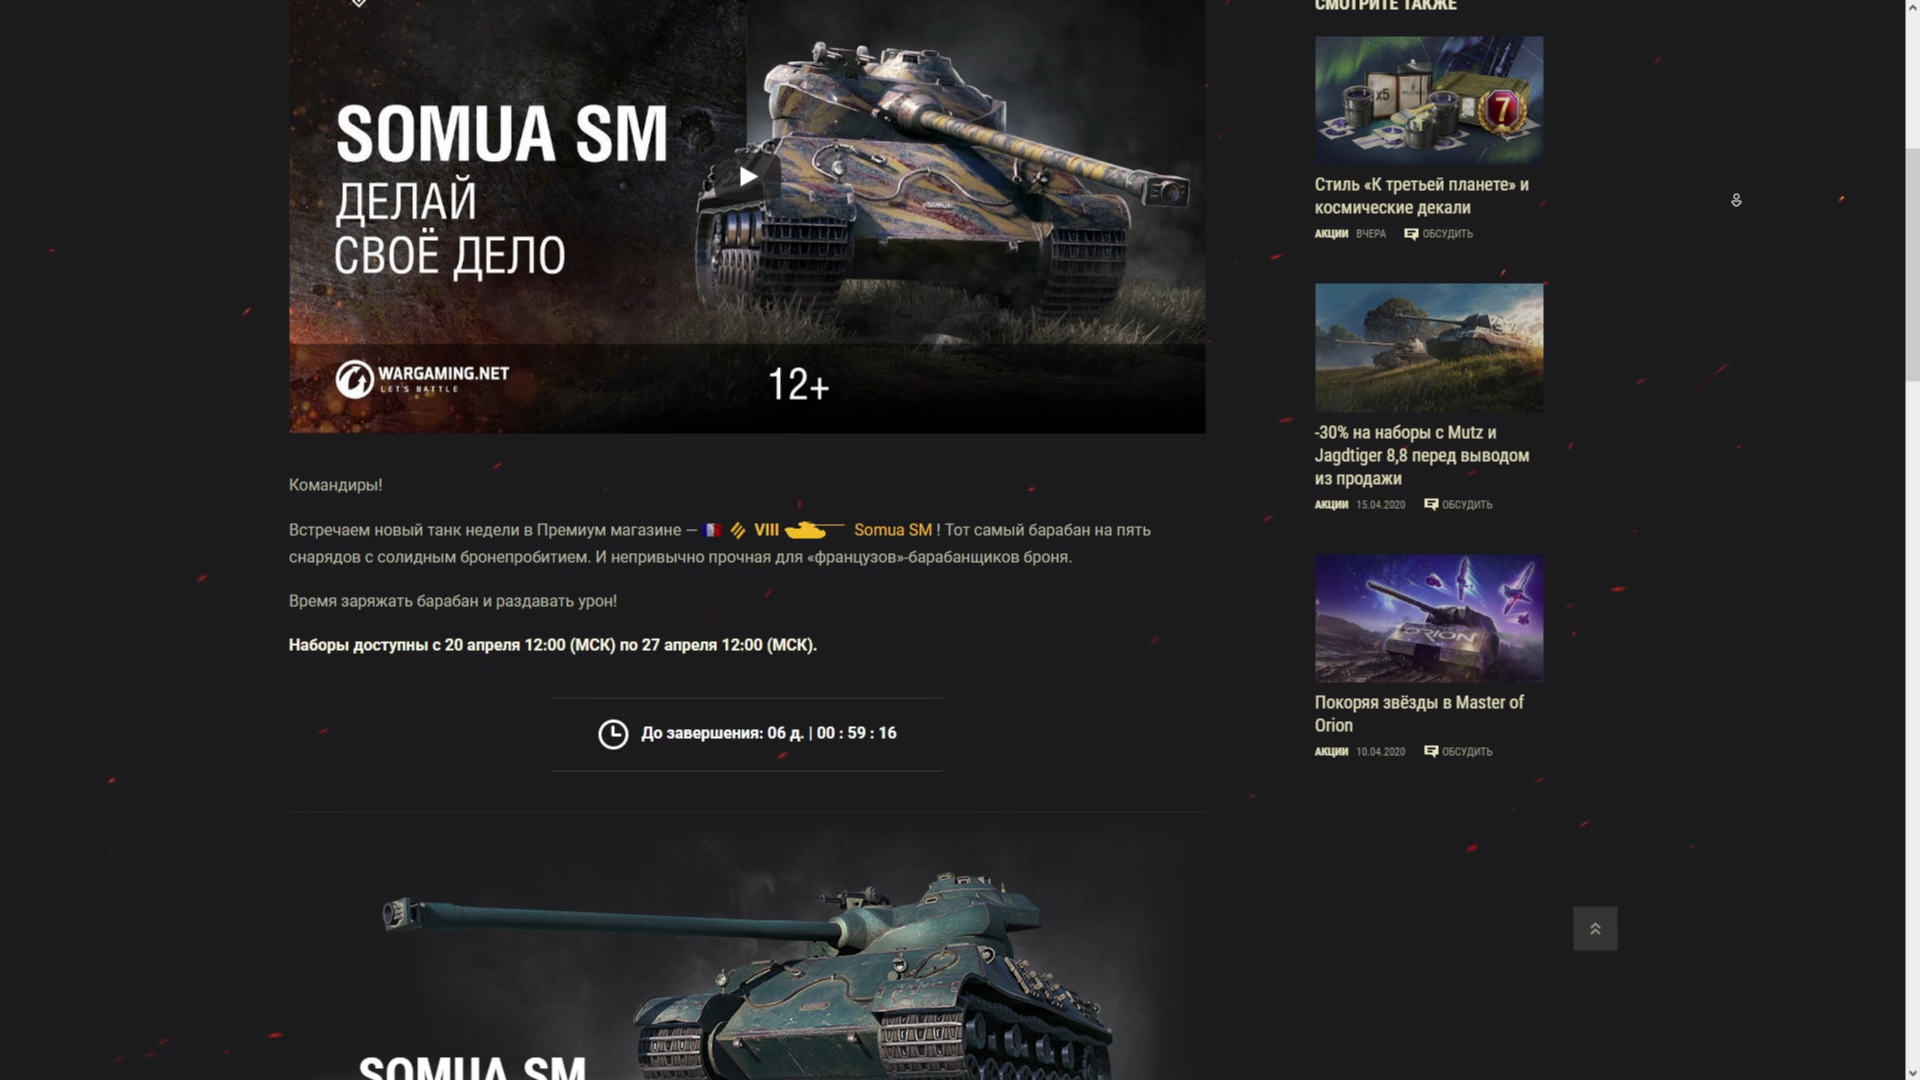 SOMUA SM
ДЕЛАЙ
СВОЁ ДЕЛО
WARGAMING.NET
LET'S BATTLE
12+
Командиры!
Встречаем новый танк недели в Премиум магазине — VIII Somua SM ! Тот самый барабан на пять
снарядов с солидным бронепробитием. И непривычно прочная для «французов»-барабанщиков броня.
Время заряжать барабан и раздавать урон!
Наборы доступны с 20 апреля 12:00 (МСК) по 27 апреля 12:00 (МСК).
До завершения: 06 д. | 00 : 59 : 16
SOMUA SM
СМОТРИТЕ ТАКЖЕ
x5
7
Стиль «К третьей планете» и
космические декали
АКЦИИ ВЧЕРА ОБСУДИТЬ
-30% на наборы с Mutz и
Jagdtiger 8,8 перед выводом
из продажи
АКЦИИ 15.04.2020 ОБСУДИТЬ
ORION
Покоряя звёзды в Master of
Orion
АКЦИИ 10.04.2020 ОБСУДИТЬ